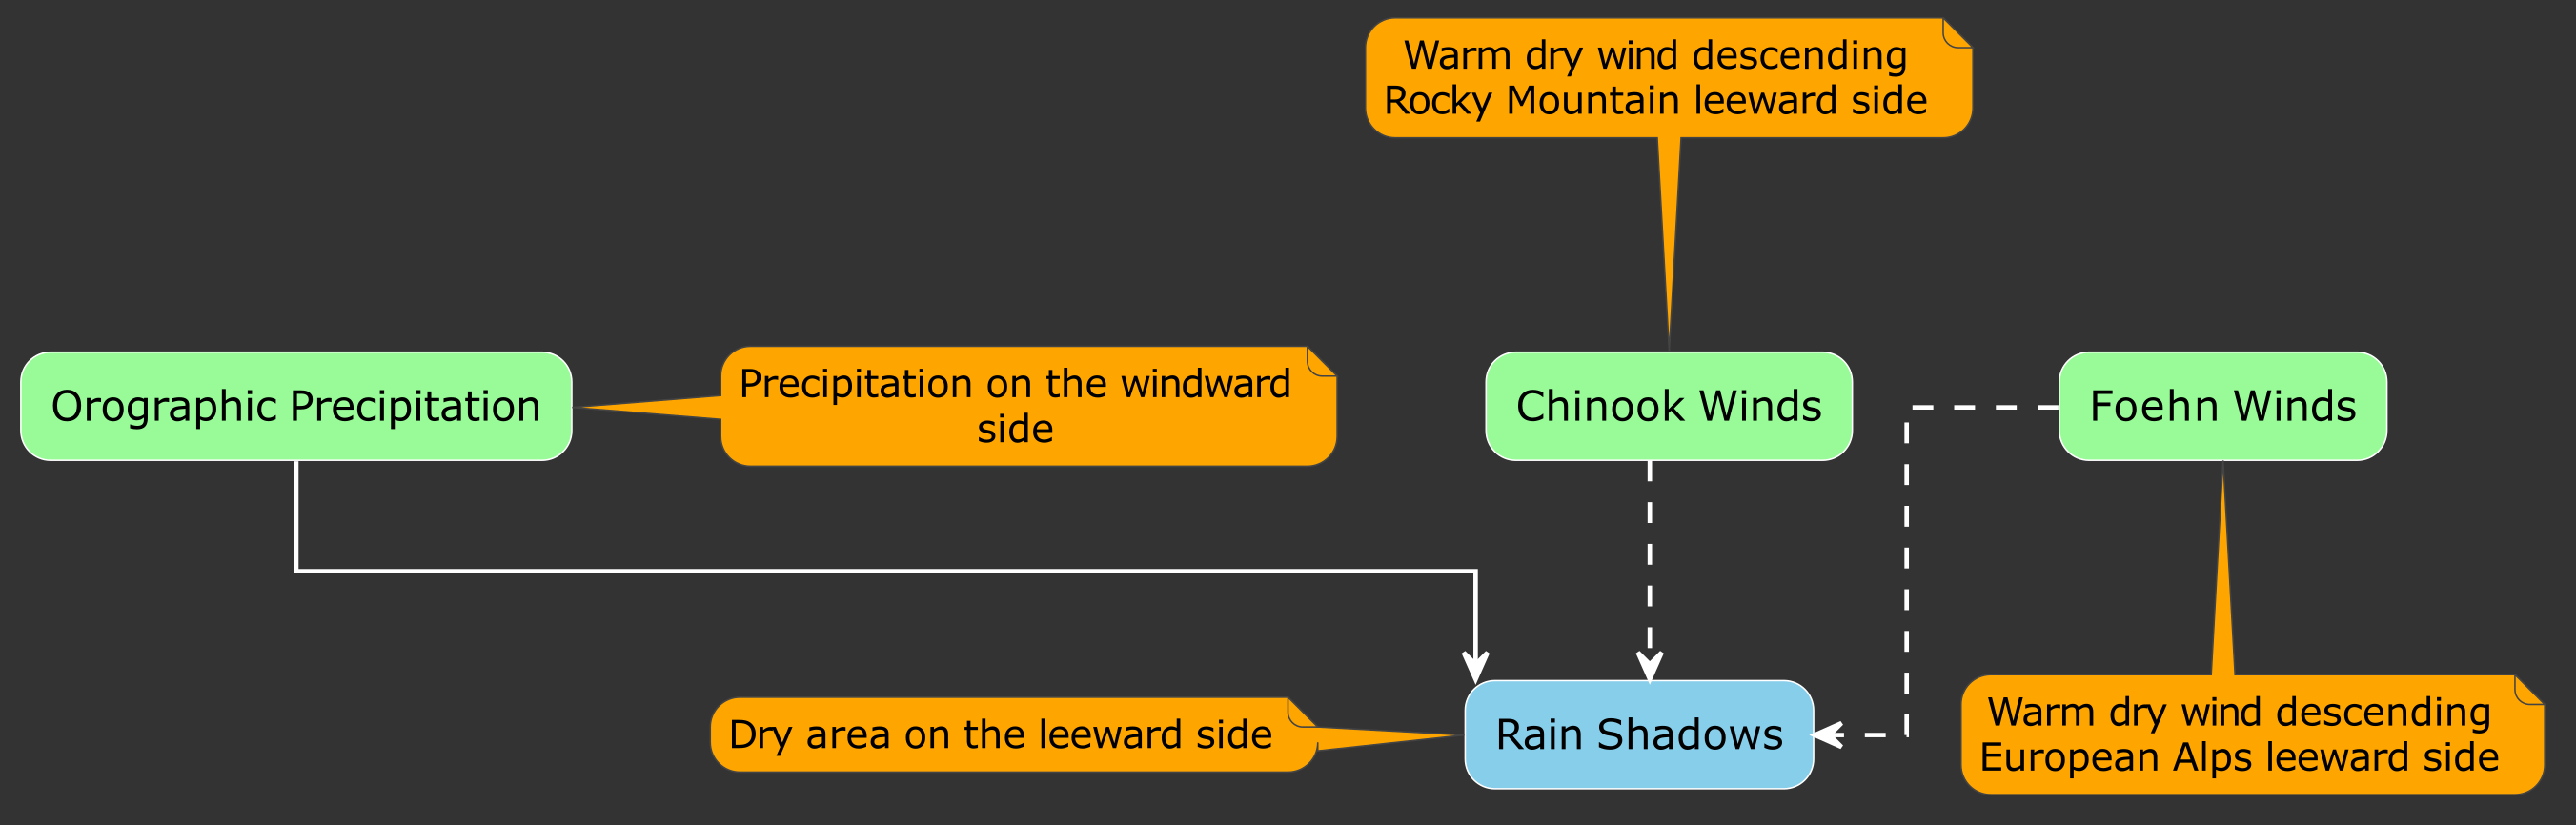 Warm dry wind descending
Rocky Mountain leeward side
Orographic Precipitation
Precipitation on the windward
side
Chinook Winds
Foehn Winds
Dry area on the leeward side
Rain Shadows
Warm dry wind descending
European Alps leeward side